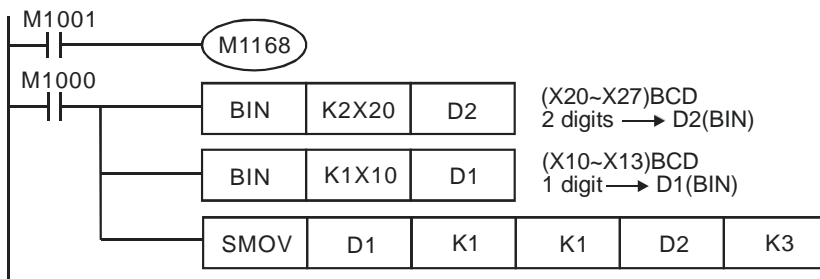 M1001
M1168
M1000
BIN K2X20 D2
(X20~X27)BCD
2 digits → D2(BIN)
BIN K1X10 D1
(X10~X13)BCD
1 digit → D1(BIN)
SMOV D1 K1 K1 D2 K3